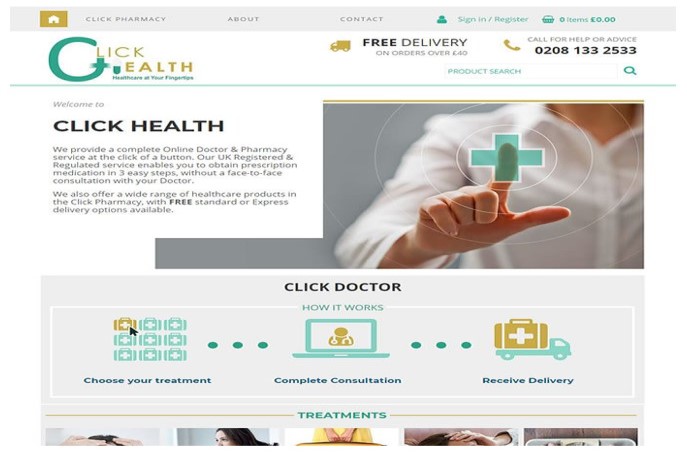 CLICK PHARMACY
ABOUT
CONTACT
Sign in / Register
0 Items £0.00
CLICK
HEALTH
Healthcare at Your Fingertips
FREE DELIVERY
ON ORDERS OVER £40
CALL FOR HELP OR ADVICE
0208 133 2533
PRODUCT SEARCH
Welcome to
CLICK HEALTH
We provide a complete Online Doctor & Pharmacy
service at the click of a button. Our UK Registered &
Regulated service enables you to obtain prescription
medication in 3 easy steps, without a face-to-face
consultation with your Doctor.
We also offer a wide range of healthcare products in
the Click Pharmacy, with FREE standard or Express
delivery options available.
CLICK DOCTOR
HOW IT WORKS
Choose your treatment
Complete Consultation
Receive Delivery
TREATMENTS